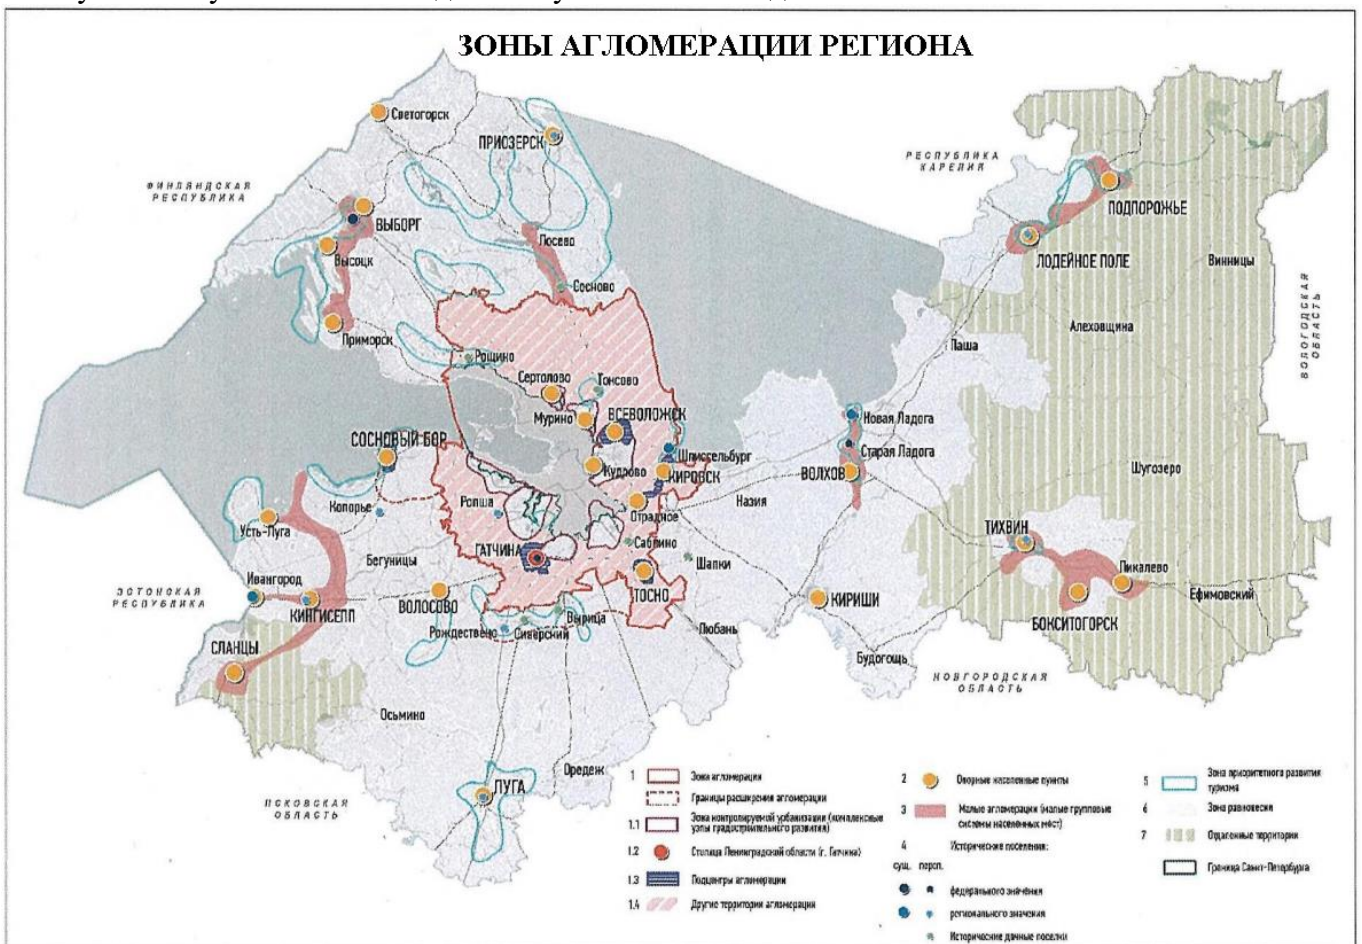 ЗОНЫ АГЛОМЕРАЦИИ РЕГИОНА
Светогорск
ПРИОЗЕРСК
РЕСПУБЛИКА
КАРЕЛИЯ
ФИНЛЯНДСКАЯ
РЕСПУБЛИКА
ВЫБОРГ
ПОДПОРОЖЬЕ
Лосево
Высоцк
ЛОДЕЙНОЕ ПОЛЕ
Винницы
Сосново
ВОЛОГОДСКАЯ
ОБЛАСТЬ
Приморск
Алеховщина
Паша
Рощино
Сертолово
Токсово
Мурино
ВСЕВОЛОЖСК
Новая Ладога
СОСНОВЫЙ БОР
Старая Ладога
Шлиссельбург
Кудрово
КИРОВСК
ВОЛХОВ
Шугозеро
Копорье
Ропша
Назия
Отрадное
Усть-Луга
ТИХВИН
Саблино
ГАТЧИНА
Бегуницы
Шапки
Пикалево
Ивангород
ЭСТОНСКАЯ
РЕСПУБЛИКА
Ефимовский
ВОЛОСОВО
ТОСНО
КИРИШИ
КИНГИСЕПП
Вырица
БОКСИТОГОРСК
Рождествено
Сиверский
Любань
СЛАНЦЫ
Будогощь
НОВГОРОДСКАЯ
ОБЛАСТЬ
Осьмино
Оредеж
ЛУГА
ПСКОВСКАЯ
ОБЛАСТЬ
1 Зона агломерации
Границы расширения агломерации
1.1 Зона контролируемой урбанизации (комплексные
узлы градостроительного развития)
1.2 Столица Ленинградской области (г. Гатчина)
1.3 Подцентры агломерации
1.4 Другие территории агломерации
2 Опорные населенные пункты
3 Малые агломерации (малые групповые
системы населенных мест)
4 Исторические поселения:
сущ. персп.
федерального значения
регионального значения
Исторические дачные поселки
5 Зона приоритетного развития
туризма
6 Зона равновесия
7 Отдаленные территории
Граница Санкт-Петербурга